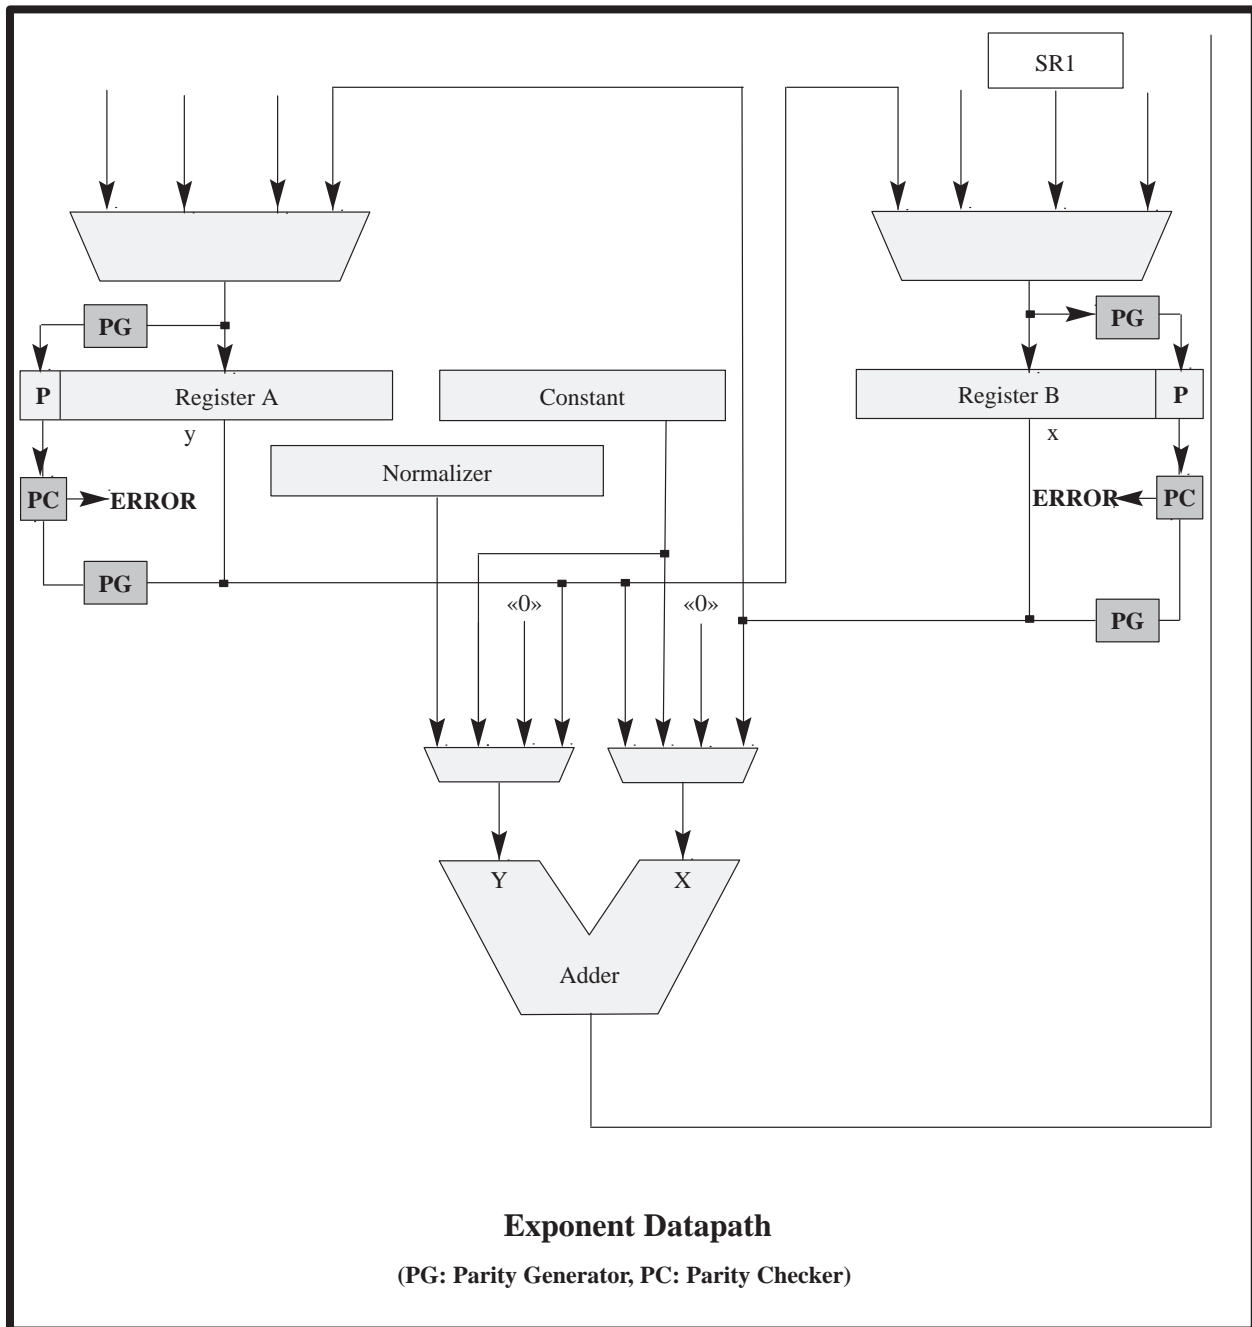 SR1
PG
PG
P
Register A
Constant
Register B
P
y
x
Normalizer
PC
ERROR
ERROR
PC
PG
«0»
«0»
PG
Y
X
Adder
Exponent Datapath
(PG: Parity Generator, PC: Parity Checker)